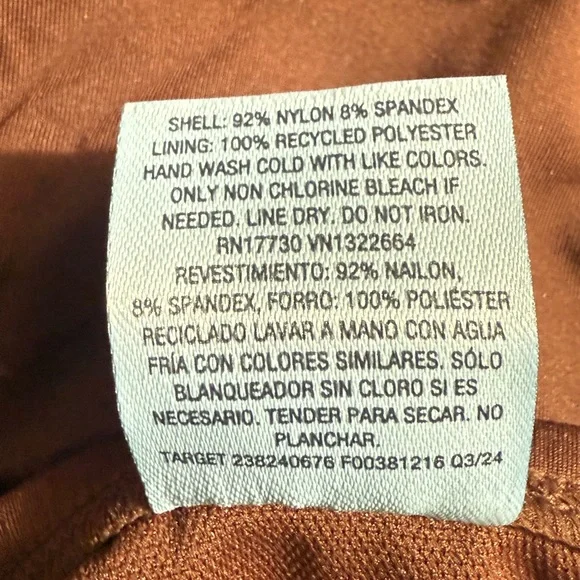 SHELL: 92% NYLON 8% SPANDEX
LINING: 100% RECYCLED POLYESTER
HAND WASH COLD WITH LIKE COLORS.
ONLY NON CHLORINE BLEACH IF
NEEDED. LINE DRY. DO NOT IRON.
RN17730 VN1322664
REVESTIMIENTO: 92% NAILON,
8% SPANDEX, FORRO: 100% POLIÉSTER
RECICLADO LAVAR A MANO CON AGUA
FRÍA CON COLORES SIMILARES. SÓLO
BLANQUEADOR SIN CLORO SI ES
NECESARIO. TENDER PARA SECAR. NO
PLANCHAR.
TARGET 238240676 F00381216 Q3/24